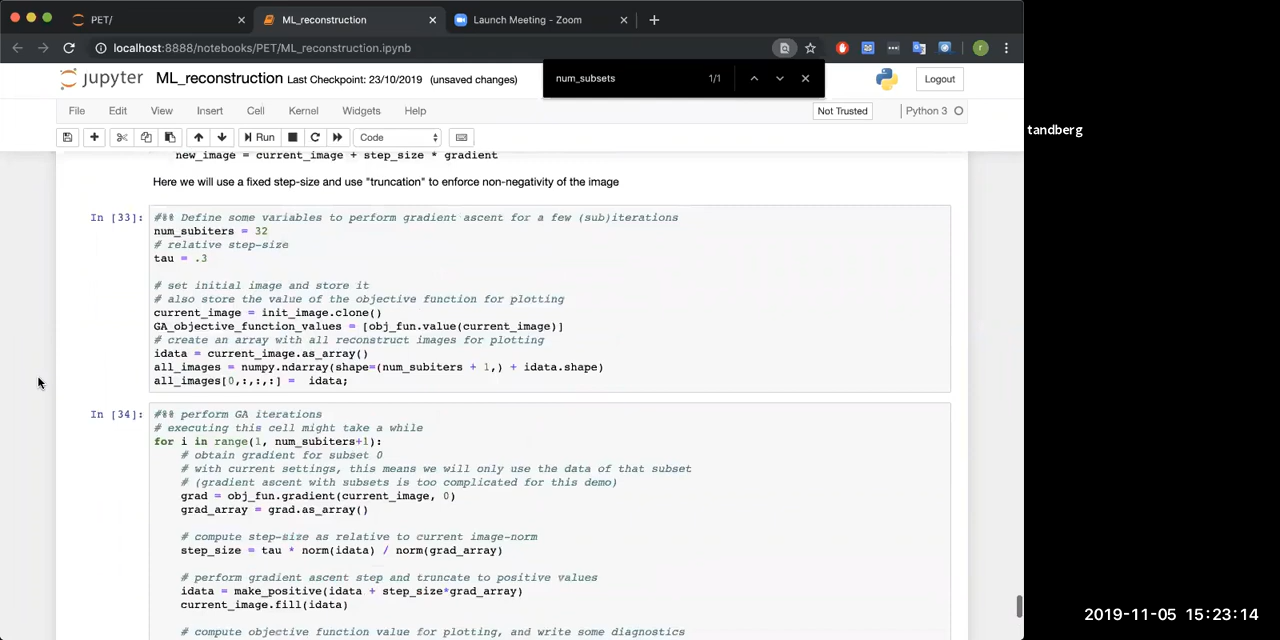 PET/
ML_reconstruction
Launch Meeting - Zoom
localhost:8888/notebooks/PET/ML_reconstruction.ipynb
r
jupyter ML_reconstruction Last Checkpoint: 23/10/2019 (unsaved changes)
num_subsets 1/1
Logout
File Edit View Insert Cell Kernel Widgets Help
Not Trusted
Python 3
Run
Code
new_image = current_image + step_size * gradient
Here we will use a fixed step-size and use "truncation" to enforce non-negativity of the image
In [33]:
#%% Define some variables to perform gradient ascent for a few (sub)iterations
num_subiters = 32
# relative step-size
tau = .3
# set initial image and store it
# also store the value of the objective function for plotting
current_image = init_image.clone()
GA_objective_function_values = [obj_fun.value(current_image)]
# create an array with all reconstruct images for plotting
idata = current_image.as_array()
all_images = numpy.ndarray(shape=(num_subiters + 1,) + idata.shape)
all_images[0,:,:,:] =  idata;
In [34]:
#%% perform GA iterations
# executing this cell might take a while
for i in range(1, num_subiters+1):
# obtain gradient for subset 0
# with current settings, this means we will only use the data of that subset
# (gradient ascent with subsets is too complicated for this demo)
grad = obj_fun.gradient(current_image, 0)
grad_array = grad.as_array()
# compute step-size as relative to current image-norm
step_size = tau * norm(idata) / norm(grad_array)
# perform gradient ascent step and truncate to positive values
idata = make_positive(idata + step_size*grad_array)
current_image.fill(idata)
# compute objective function value for plotting, and write some diagnostics
tandberg
2019-11-05 15:23:14